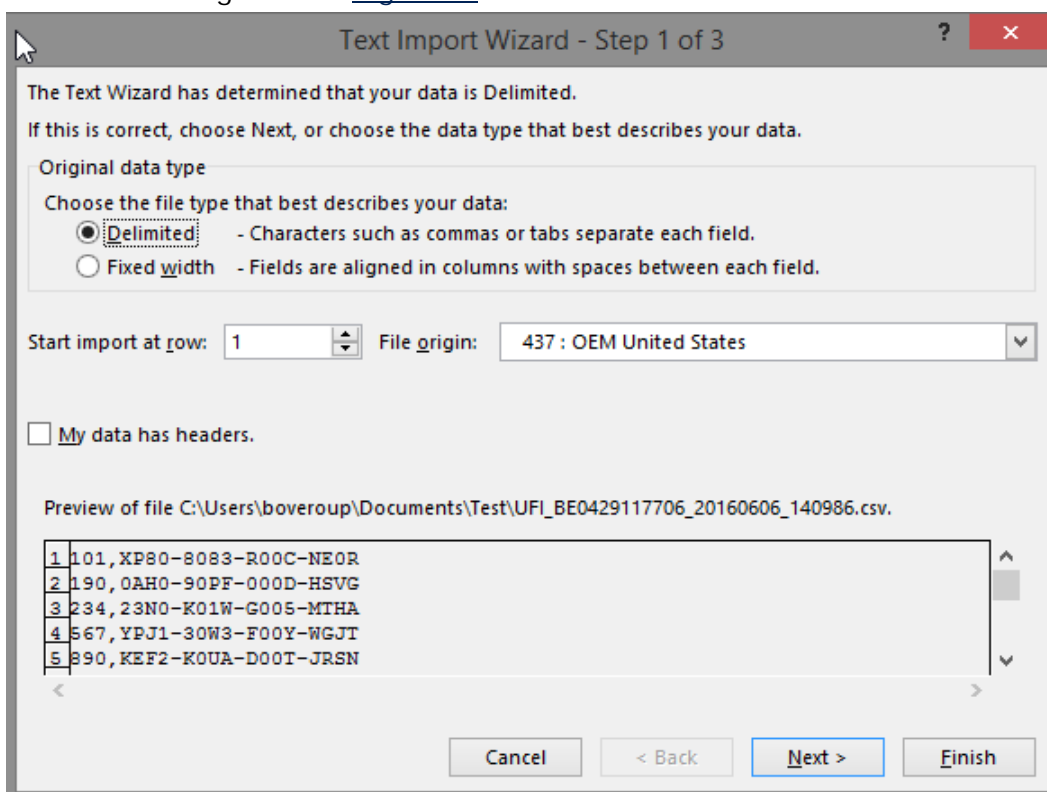 Text Import Wizard - Step 1 of 3 ? ×
The Text Wizard has determined that your data is Delimited.
If this is correct, choose Next, or choose the data type that best describes your data.
Original data type
Choose the file type that best describes your data:
Delimited - Characters such as commas or tabs separate each field.
Fixed width - Fields are aligned in columns with spaces between each field.
Start import at row: 1 File origin: 437 : OEM United States
My data has headers.
Preview of file C:\Users\boveroup\Documents\Test\UFI_BE0429117706_20160606_140986.csv.
1 101,XP80-8083-R00C-NE0R
2 190,0AH0-90PF-000D-HSVG
3 234,23N0-K01W-G005-MTHA
4 567,YPJ1-30W3-F00Y-WGJT
5 890,KEF2-K0UA-D00T-JRSN
Cancel < Back Next > Finish